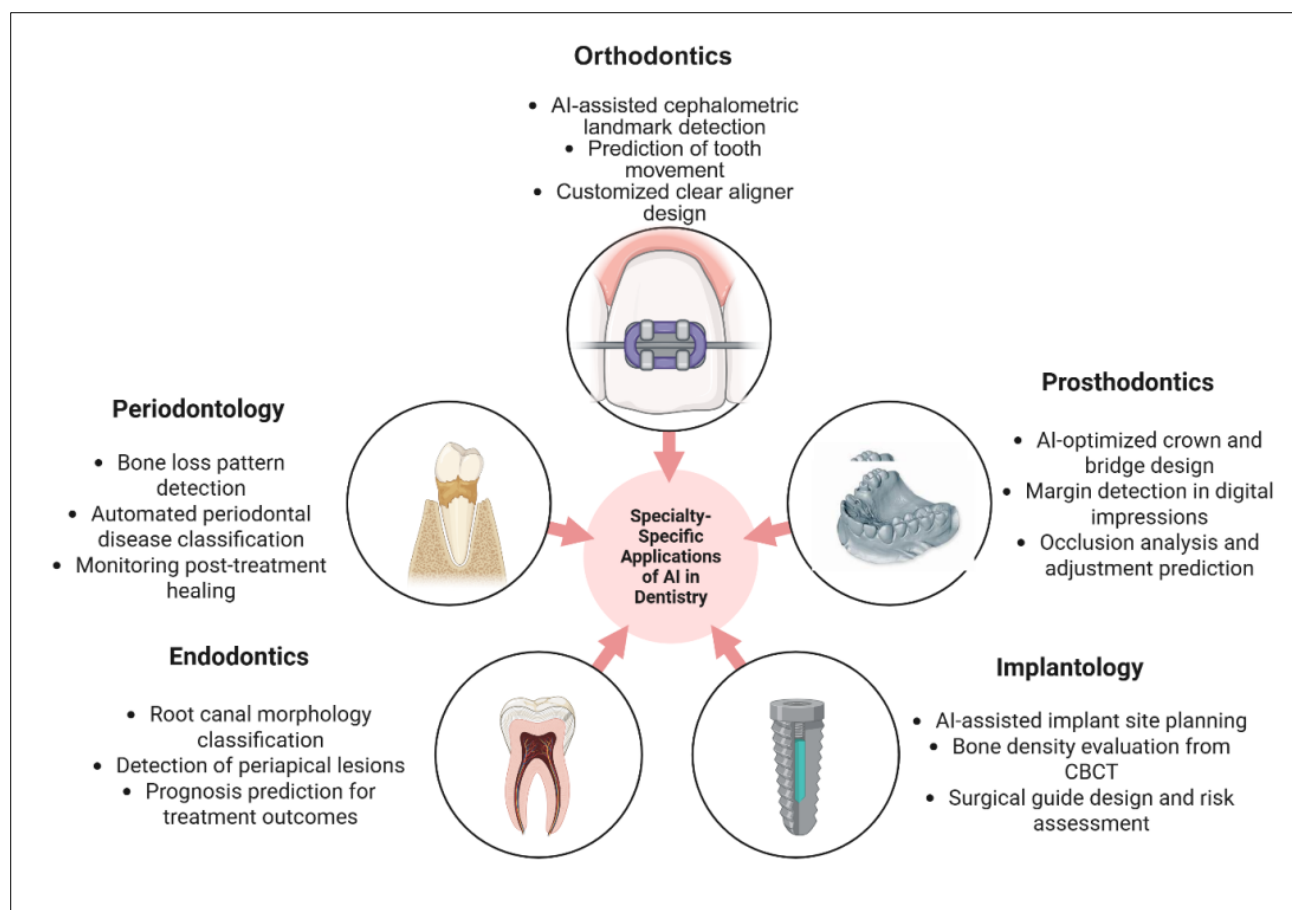 Orthodontics
• AI-assisted cephalometric
landmark detection
• Prediction of tooth
movement
• Customized clear aligner
design
Periodontology
• Bone loss pattern
detection
• Automated periodontal
disease classification
• Monitoring post-treatment
healing
Prosthodontics
• AI-optimized crown and
bridge design
• Margin detection in digital
impressions
• Occlusion analysis and
adjustment prediction
Specialty-
Specific
Applications
of AI in
Dentistry
Endodontics
• Root canal morphology
classification
• Detection of periapical lesions
• Prognosis prediction for
treatment outcomes
Implantology
• AI-assisted implant site planning
• Bone density evaluation from
CBCT
• Surgical guide design and risk
assessment